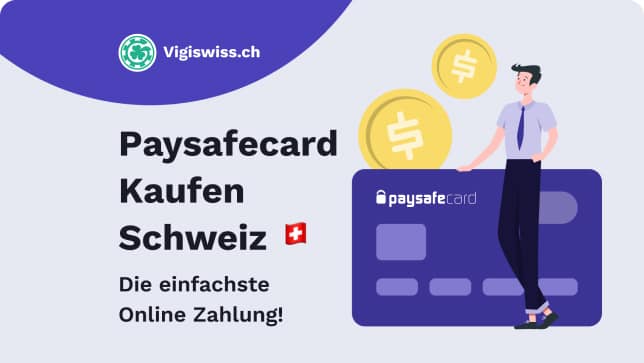 Vigiswiss.ch
Paysafecard
Kaufen
Schweiz
Die einfachste
Online Zahlung!
paysafecard